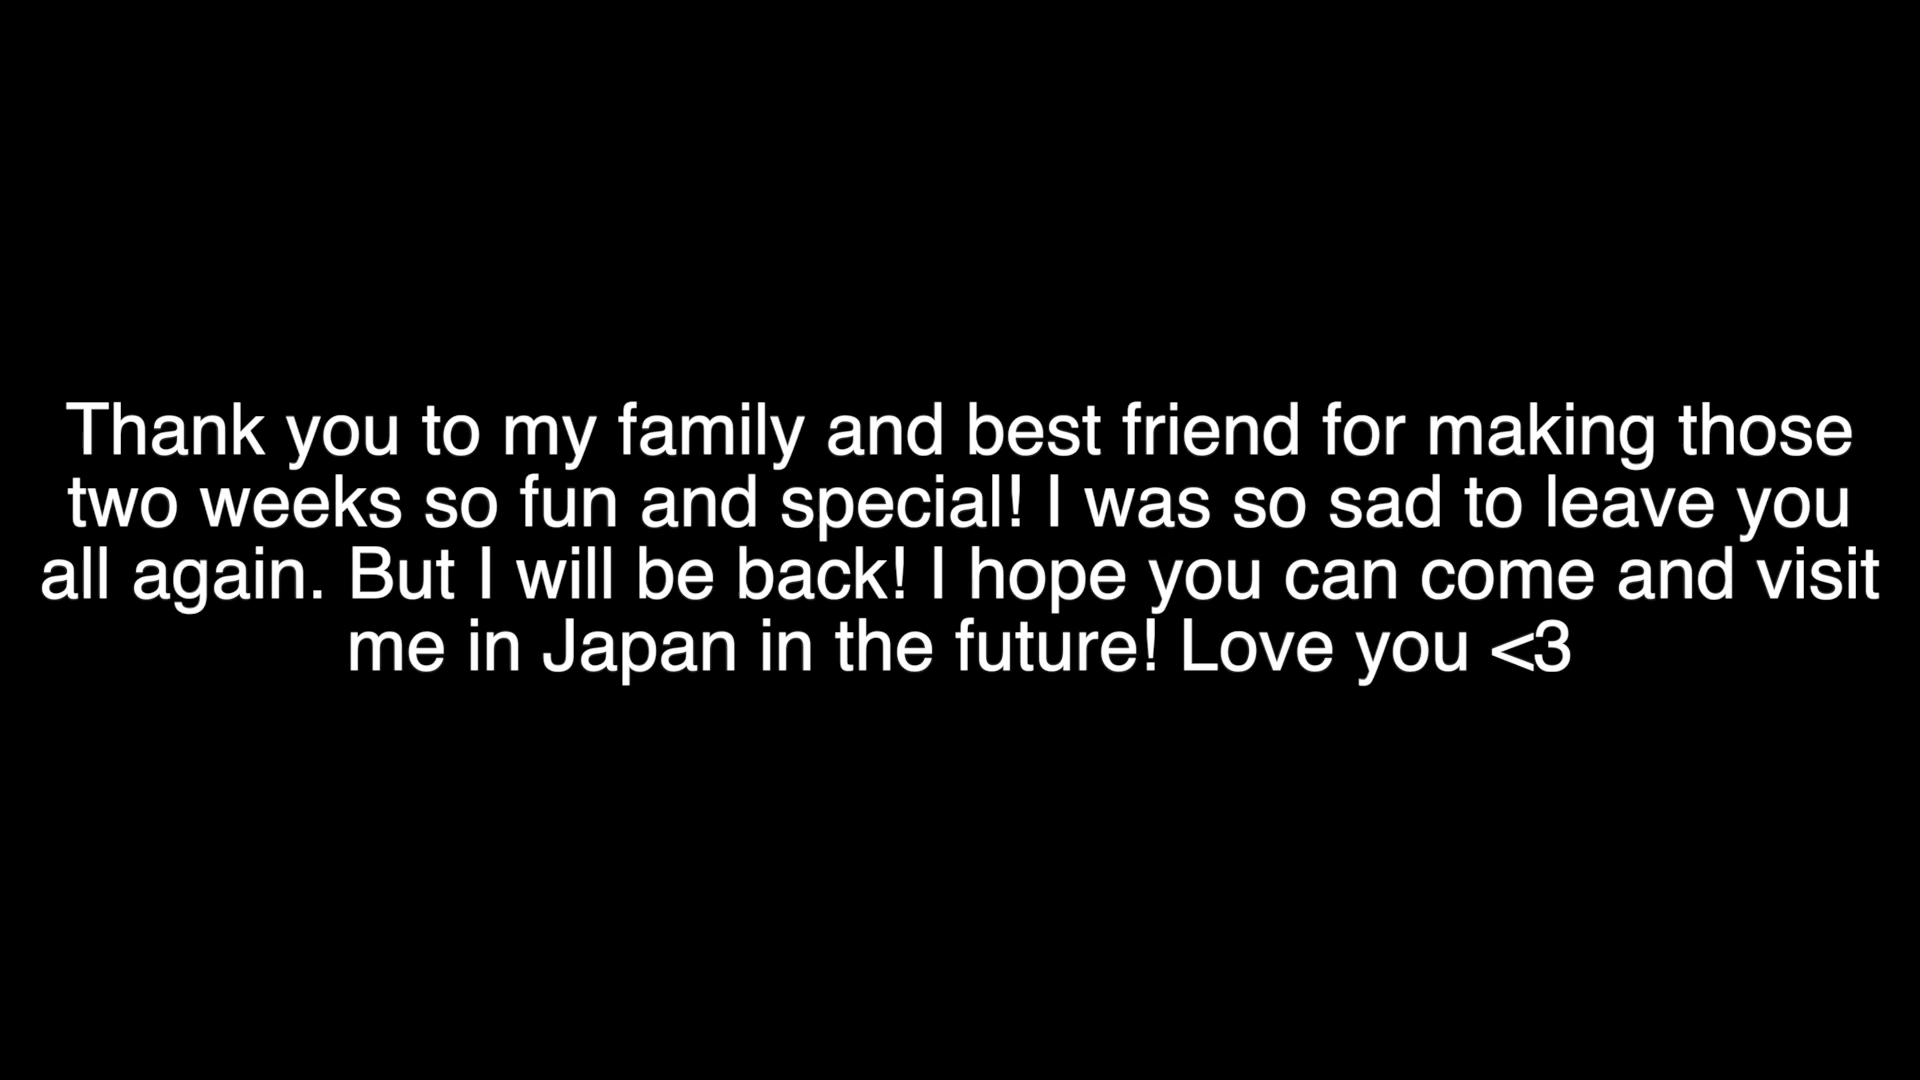 Thank you to my family and best friend for making those
two weeks so fun and special! I was so sad to leave you
all again. But I will be back! I hope you can come and visit
me in Japan in the future! Love you <3